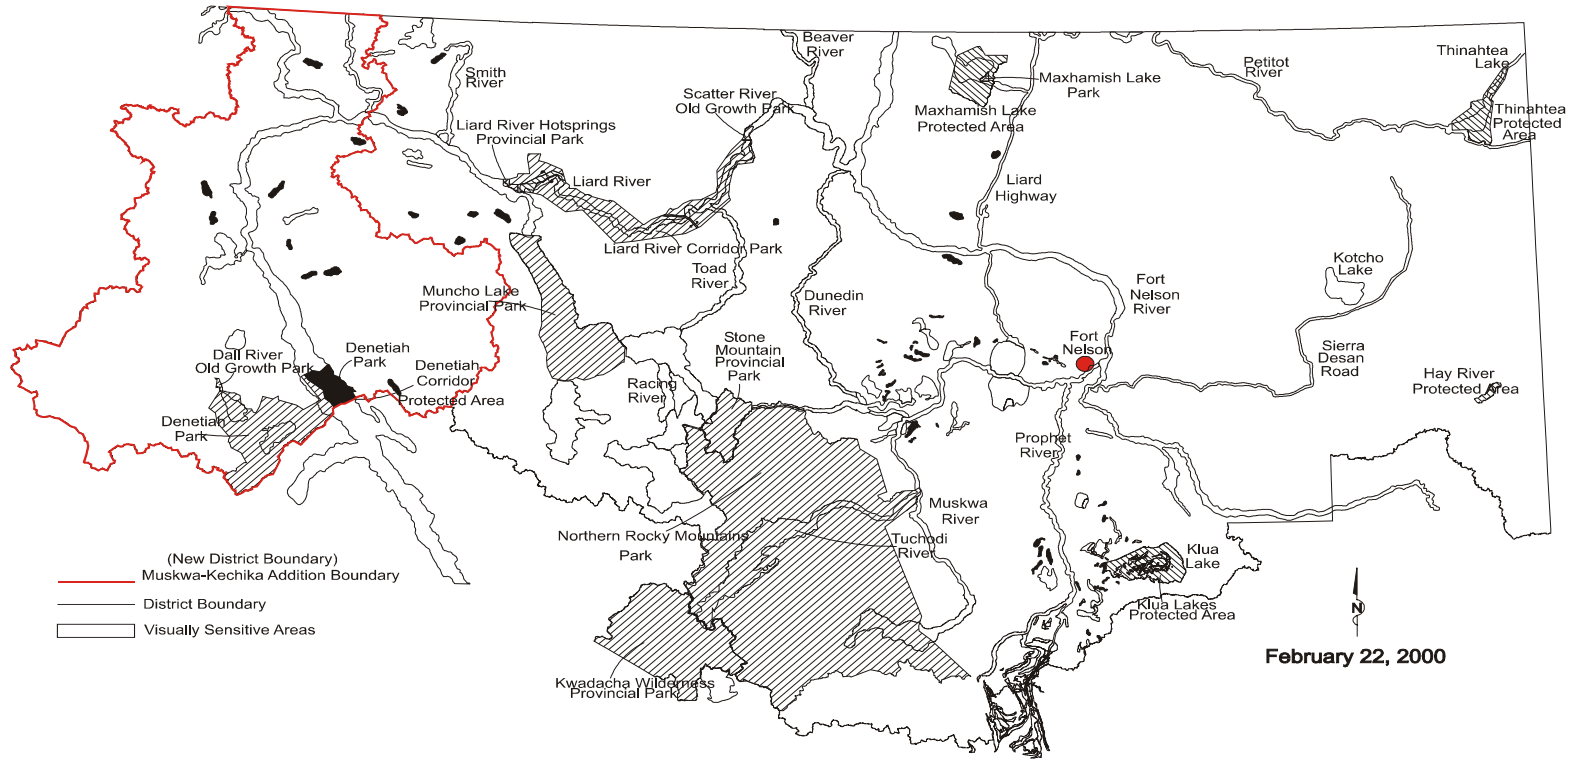 Beaver
River
Smith
River
Scatter River
Old Growth Park
Liard River Hotsprings
Provincial Park
Liard River
Liard River Corridor Park
Toad
River
Maxhamish Lake
Park
Maxhamish Lake
Protected Area
Liard
Highway
Petitot
River
Thinahtea
Lake
Thinahtea
Protected
Area
Kotcho
Lake
Fort
Nelson
River
Dunedin
River
Muncho Lake
Provincial Park
Stone
Mountain
Provincial
Park
Fort
Nelson
Sierra
Desan
Road
Hay River
Protected Area
Dall River
Old Growth Park
Denetiah
Park
Denetiah
Corridor
Protected Area
Racing
River
Denetiah
Park
Prophet
River
Muskwa
River
Northern Rocky Mountains
Park
Tuchodi
River
Klua
Lake
Klua Lakes
Protected Area
Kwadacha Wilderness
Provincial Park
(New District Boundary)
Muskwa-Kechika Addition Boundary
District Boundary
Visually Sensitive Areas
N
February 22, 2000